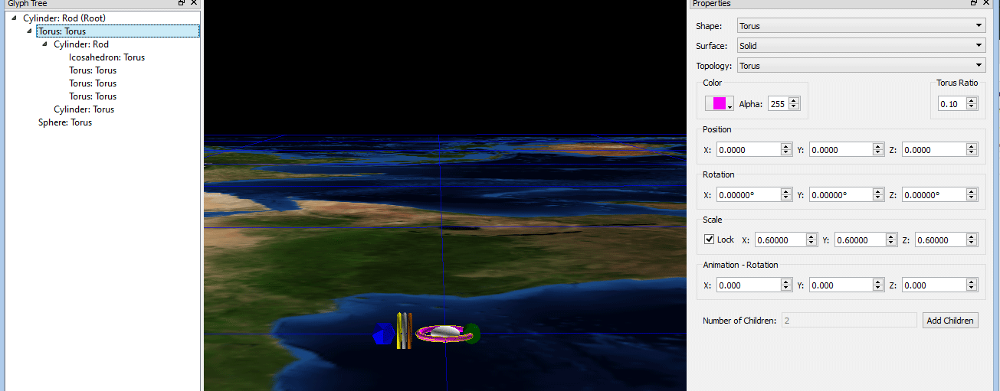 Glyph Tree
Cylinder: Rod (Root)
Torus: Torus
Cylinder: Rod
Icosahedron: Torus
Torus: Torus
Torus: Torus
Torus: Torus
Cylinder: Torus
Sphere: Torus
Properties
Shape: Torus
Surface: Solid
Topology: Torus
Color
Torus Ratio
Alpha: 255
0.10
Position
X: 0.0000 Y: 0.0000 Z: 0.0000
Rotation
X: 0.00000° Y: 0.00000° Z: 0.00000°
Scale
Lock X: 0.60000 Y: 0.60000 Z: 0.60000
Animation - Rotation
X: 0.000 Y: 0.000 Z: 0.000
Number of Children: 2 Add Children